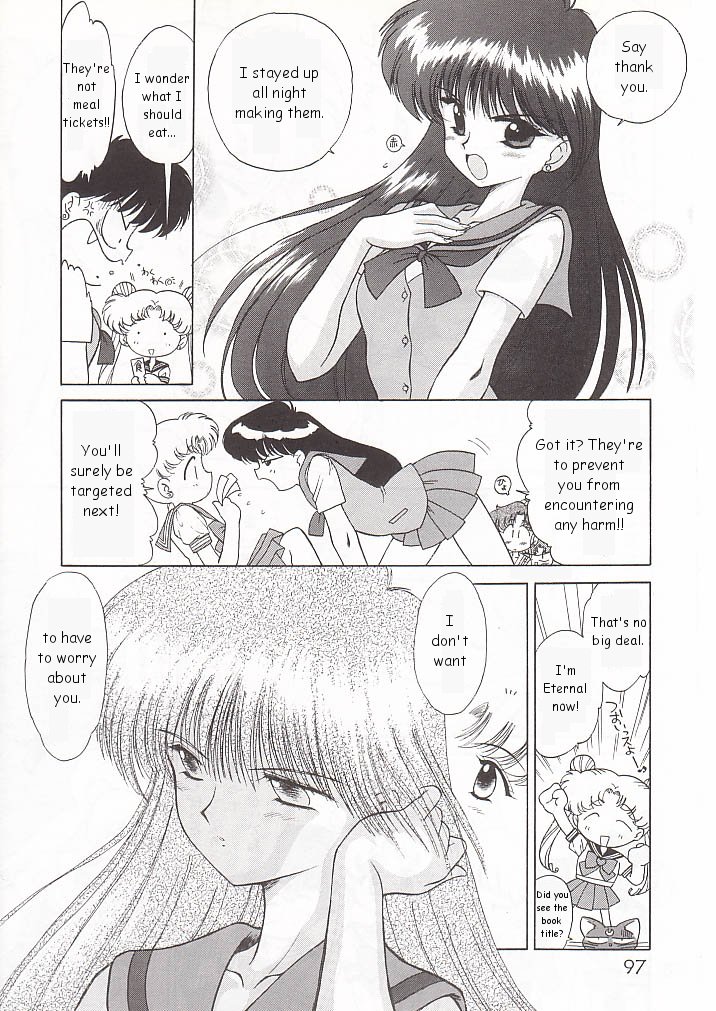 Say
thank
you.
I stayed up
all night
making them.
赤
I wonder
what I
should
eat...
They're
not
meal
tickets!!
Got it? They're
to prevent
you from
encountering
any harm!!
You'll
surely be
targeted
next!
That's no
big deal.
I'm
Eternal
now!
Did you
see the
book
title?
I
don't
want
to have
to worry
about
you.
97